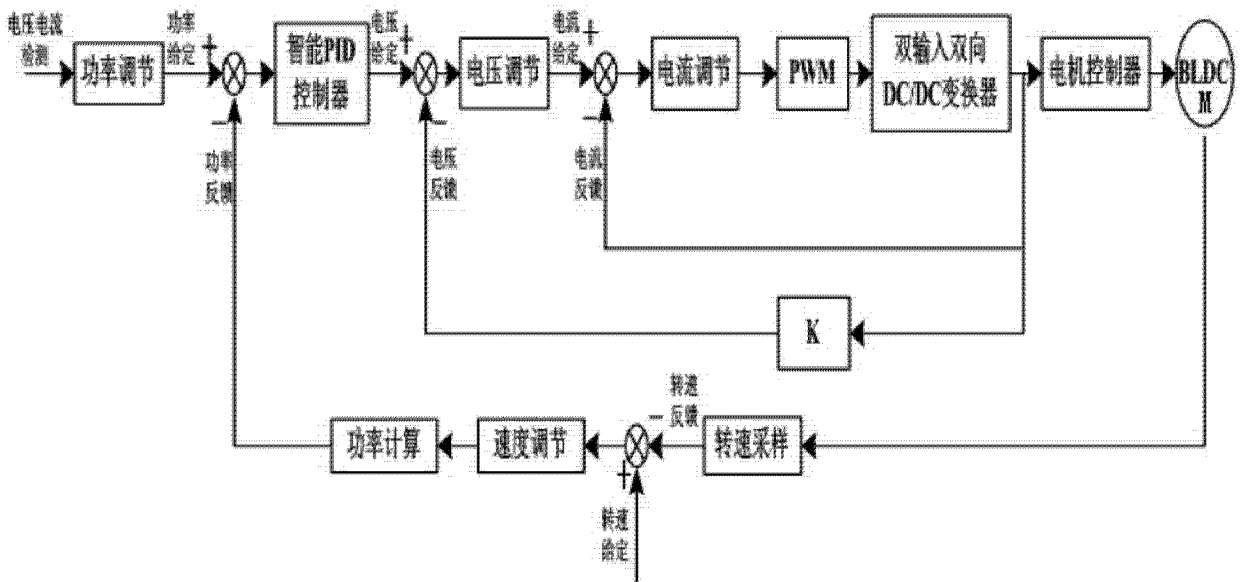 电压电流
检测
功率调节
功率
给定
+
−
智能PID
控制器
电压
给定
+
−
电压调节
电流
给定
+
−
电流调节
PWM
双输入双向
DC/DC变换器
电机控制器
BLDC
M
功率
反馈
电压
反馈
电流
反馈
K
转速
反馈
−
功率计算
速度调节
转速采样
+
转速
给定